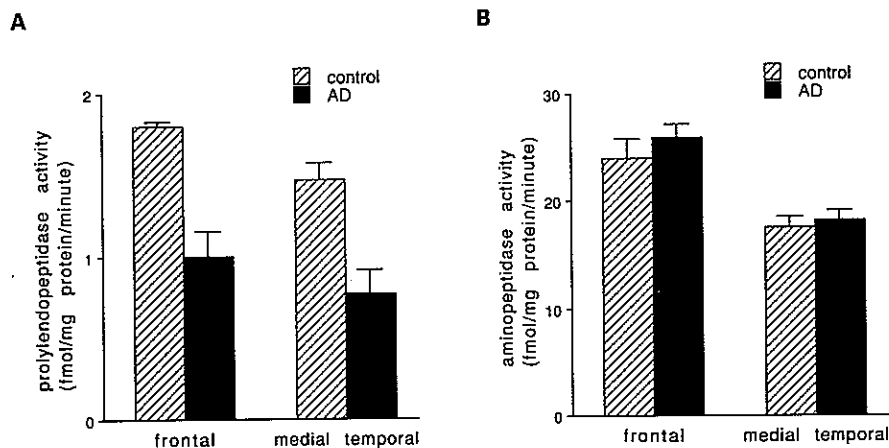 A
control
AD
2
1
0
prolylendopeptidase activity
(fmol/mg protein/minute)
frontal
medial temporal
B
control
AD
30
20
10
0
aminopeptidase activity
(fmol/mg protein/minute)
frontal
medial temporal